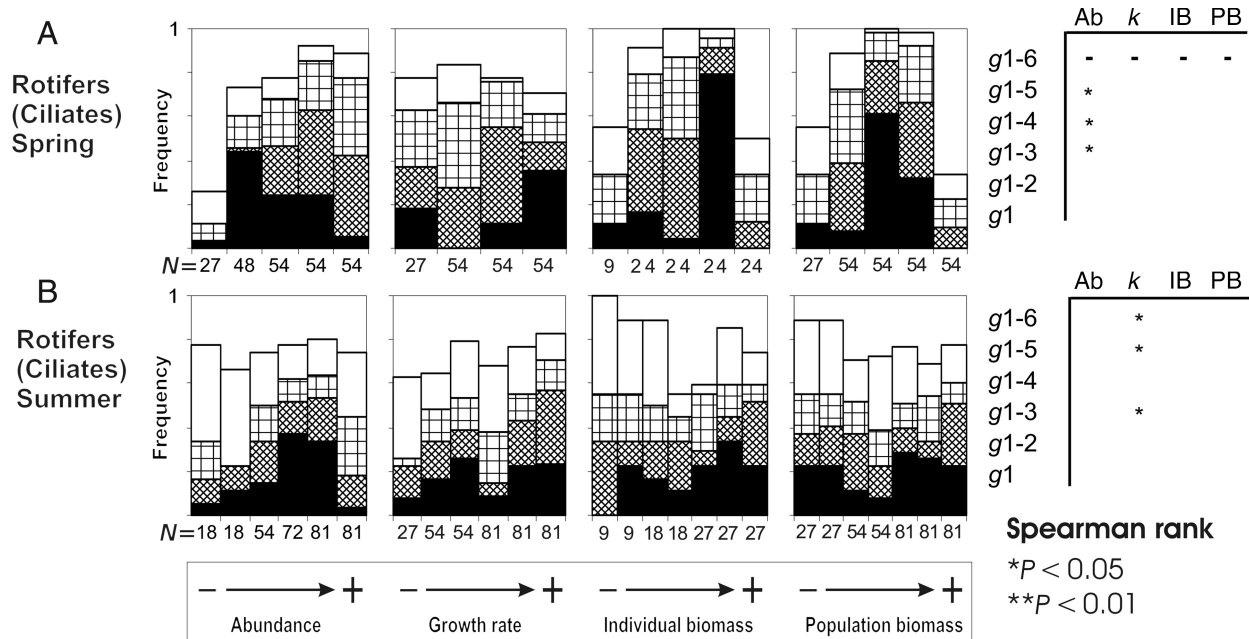 A
Rotifers
(Ciliates)
Spring
Frequency
1
N= 27 48 54 54 54
27 54 54 54
9 24 24 24 24
27 54 54 54 54
Ab k IB PB
g1-6 - - - -
g1-5 *
g1-4 *
g1-3 *
g1-2
g1
B
Rotifers
(Ciliates)
Summer
Frequency
1
N= 18 18 54 72 81 81
27 54 54 81 81 81
9 9 18 18 27 27 27
27 27 54 54 81 81 81
Ab k IB PB
g1-6 *
g1-5 *
g1-4
g1-3 *
g1-2
g1
Spearman rank
*P < 0.05
**P < 0.01
− +
Abundance
− +
Growth rate
− +
Individual biomass
− +
Population biomass